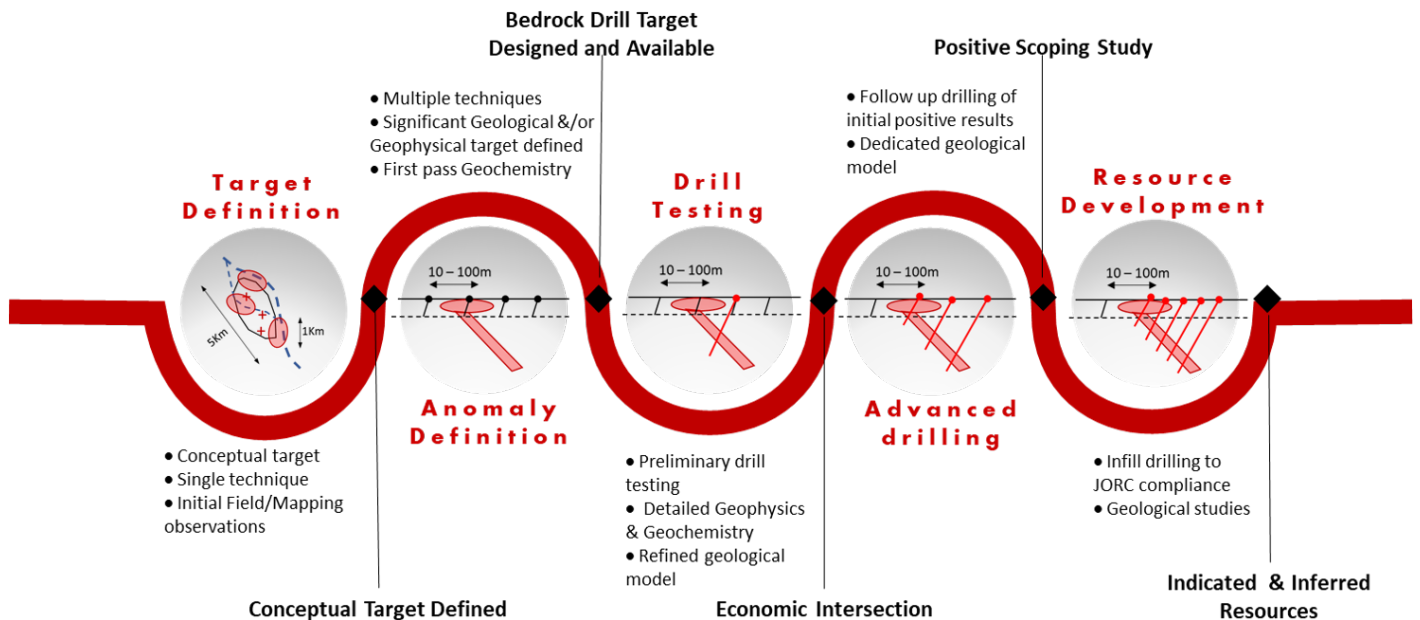 Bedrock Drill Target
Designed and Available
Positive Scoping Study
● Multiple techniques
● Significant Geological &/or
Geophysical target defined
● First pass Geochemistry
● Follow up drilling of
initial positive results
● Dedicated geological
model
Target
Definition
Drill
Testing
Resource
Development
5Km
1Km
10 – 100m
10 – 100m
10 – 100m
10 – 100m
Anomaly
Definition
Advanced
drilling
● Conceptual target
● Single technique
● Initial Field/Mapping
observations
● Preliminary drill
testing
● Detailed Geophysics
& Geochemistry
● Refined geological
model
● Infill drilling to
JORC compliance
● Geological studies
Conceptual Target Defined
Economic Intersection
Indicated & Inferred
Resources